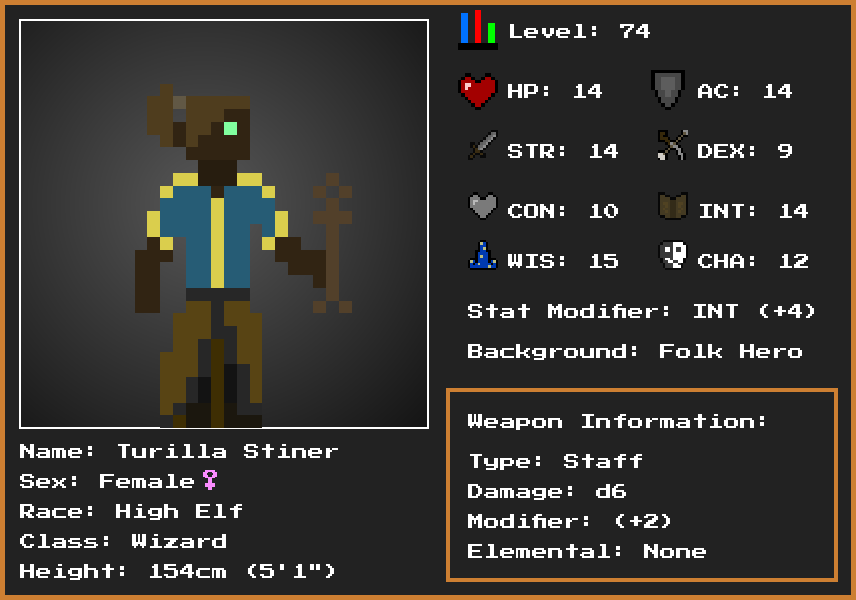 Level: 74
HP: 14
AC: 14
STR: 14
DEX: 9
CON: 10
INT: 14
WIS: 15
CHA: 12
Stat Modifier: INT (+4)
Background: Folk Hero
Weapon Information:
Type: Staff
Damage: d6
Modifier: (+2)
Elemental: None
Name: Turilla Stiner
Sex: Female♀
Race: High Elf
Class: Wizard
Height: 154cm (5'1")